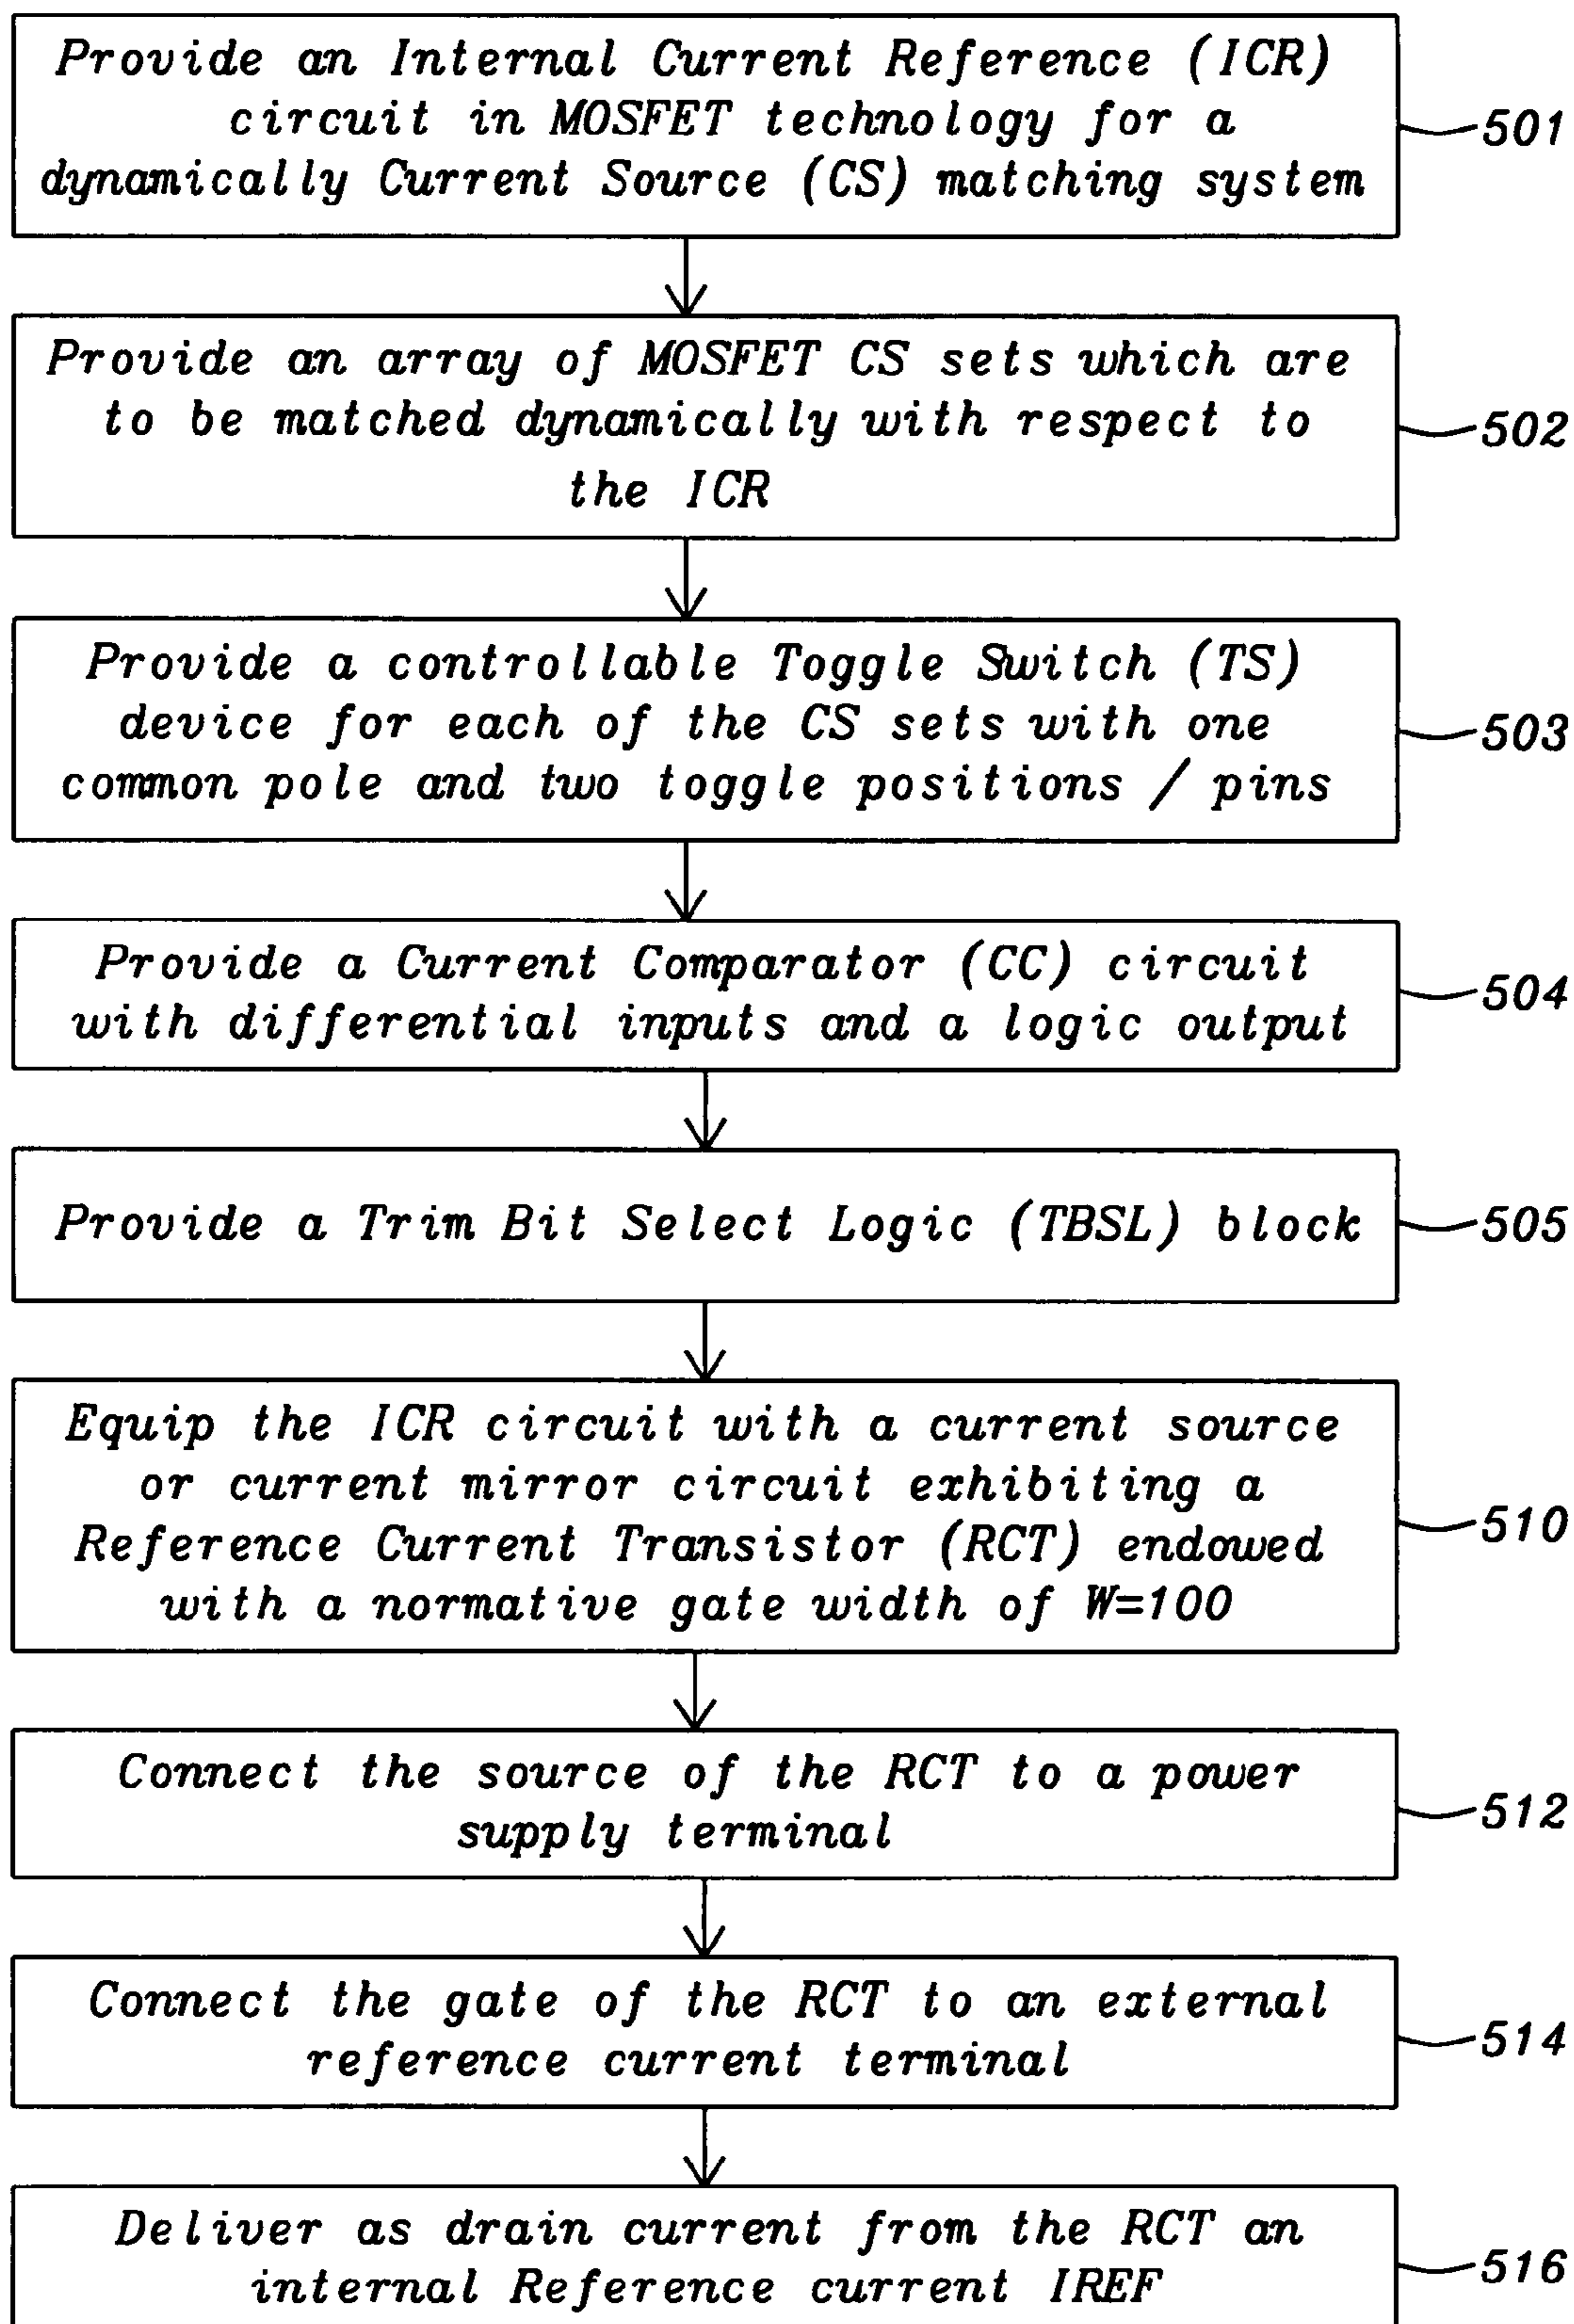 Provide an Internal Current Reference (ICR)
circuit in MOSFET technology for a
dynamically Current Source (CS) matching system
501
Provide an array of MOSFET CS sets which are
to be matched dynamically with respect to
the ICR
502
Provide a controllable Toggle Switch (TS)
device for each of the CS sets with one
common pole and two toggle positions / pins
503
Provide a Current Comparator (CC) circuit
with differential inputs and a logic output
504
Provide a Trim Bit Select Logic (TBSL) block
505
Equip the ICR circuit with a current source
or current mirror circuit exhibiting a
Reference Current Transistor (RCT) endowed
with a normative gate width of W=100
510
Connect the source of the RCT to a power
supply terminal
512
Connect the gate of the RCT to an external
reference current terminal
514
Deliver as drain current from the RCT an
internal Reference current IREF
516